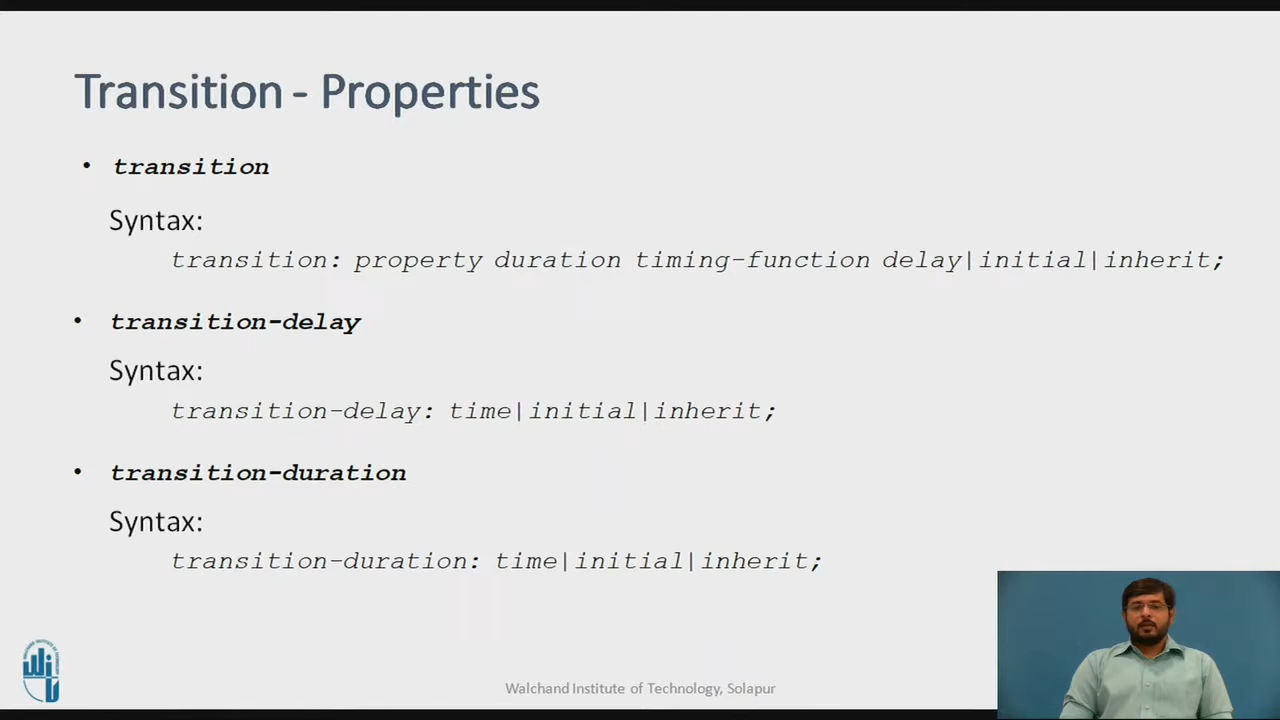 Transition - Properties
• transition
Syntax:
transition: property duration timing-function delay|initial|inherit;
• transition-delay
Syntax:
transition-delay: time|initial|inherit;
• transition-duration
Syntax:
transition-duration: time|initial|inherit;
Walchand Institute of Technology, Solapur